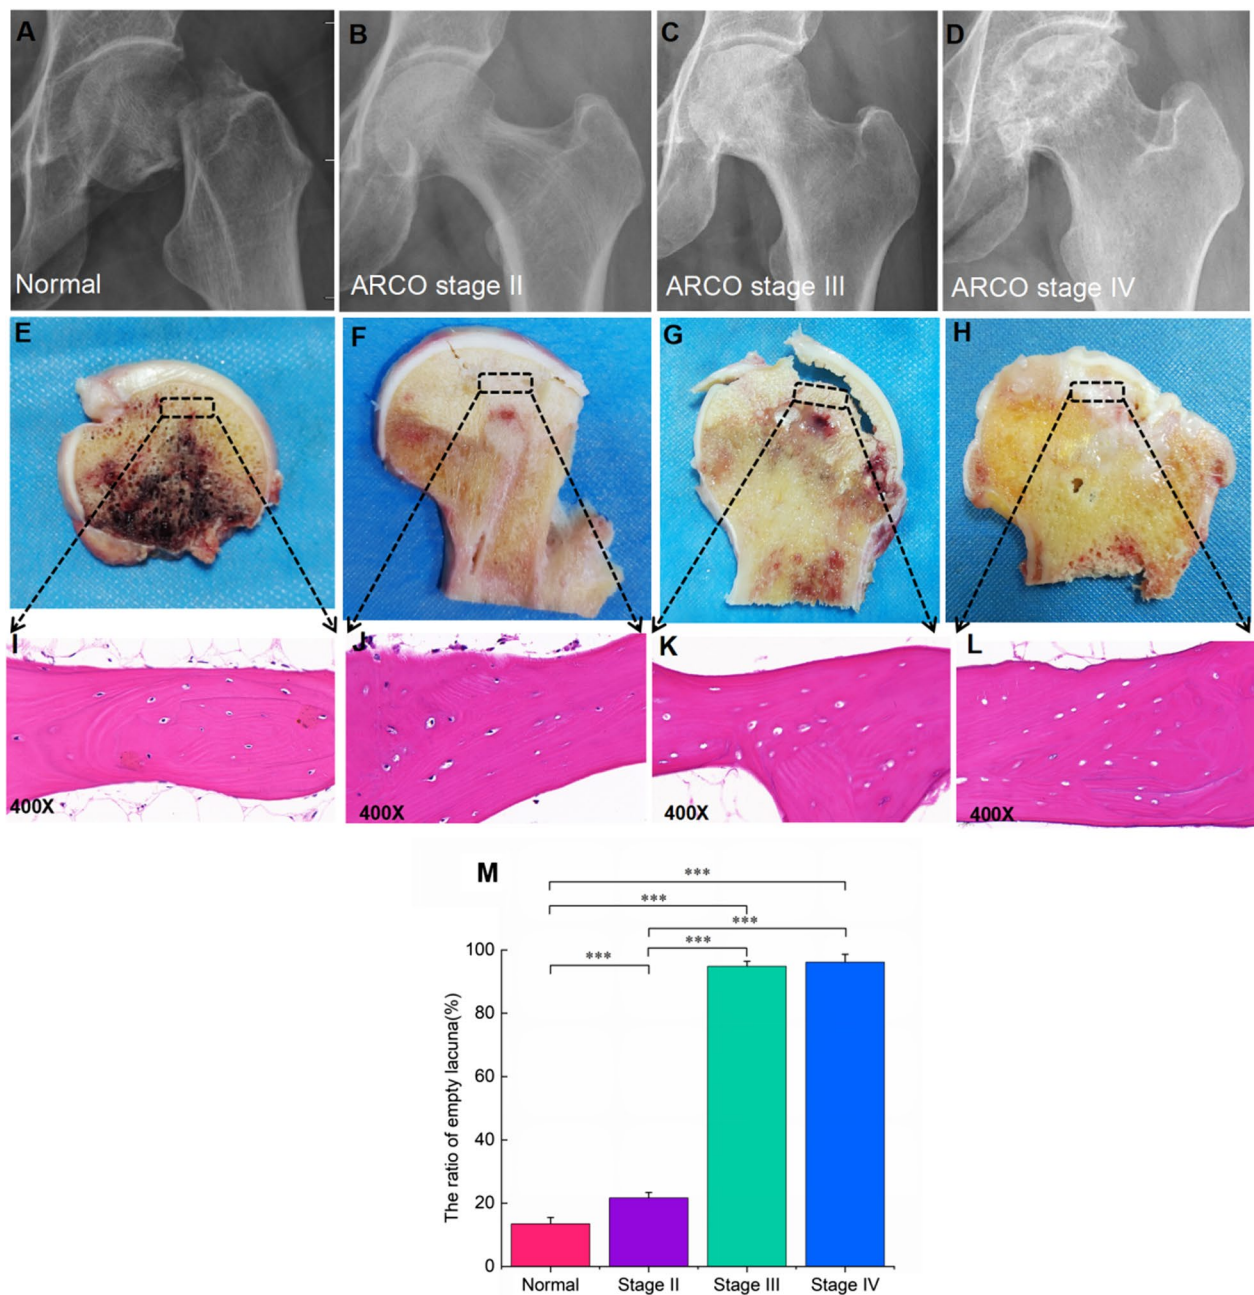 A
B
C
D
Normal
ARCO stage II
ARCO stage III
ARCO stage IV
E
F
G
H
I
J
K
L
400X
400X
400X
400X
M
***
***
***
***
***
100
80
60
40
20
0
The ratio of empty lacuna(%)
Normal
Stage II
Stage III
Stage IV